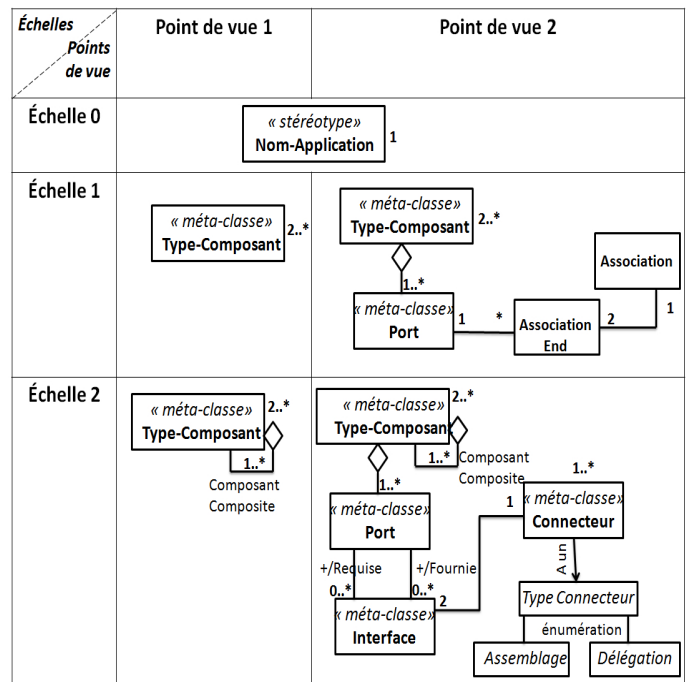 Échelles
Points
de vue
Point de vue 1
Point de vue 2
Échelle 0
« stéréotype»
Nom-Application
1
Échelle 1
« méta-classe»
Type-Composant
2..*
« méta-classe»
Type-Composant
2..*
1..*
« méta-classe»
Port
1
*
Association
End
2
1
Association
Échelle 2
« méta-classe»
Type-Composant
2..*
1..*
Composant
Composite
« méta-classe»
Type-Composant
2..*
1..*
Composant
Composite
1..*
« méta-classe»
Port
+/Requise
+/Fournie
0..*
0..*
« méta-classe»
Interface
2
1
1..*
« méta-classe»
Connecteur
A un
Type Connecteur
énumération
Assemblage
Délégation